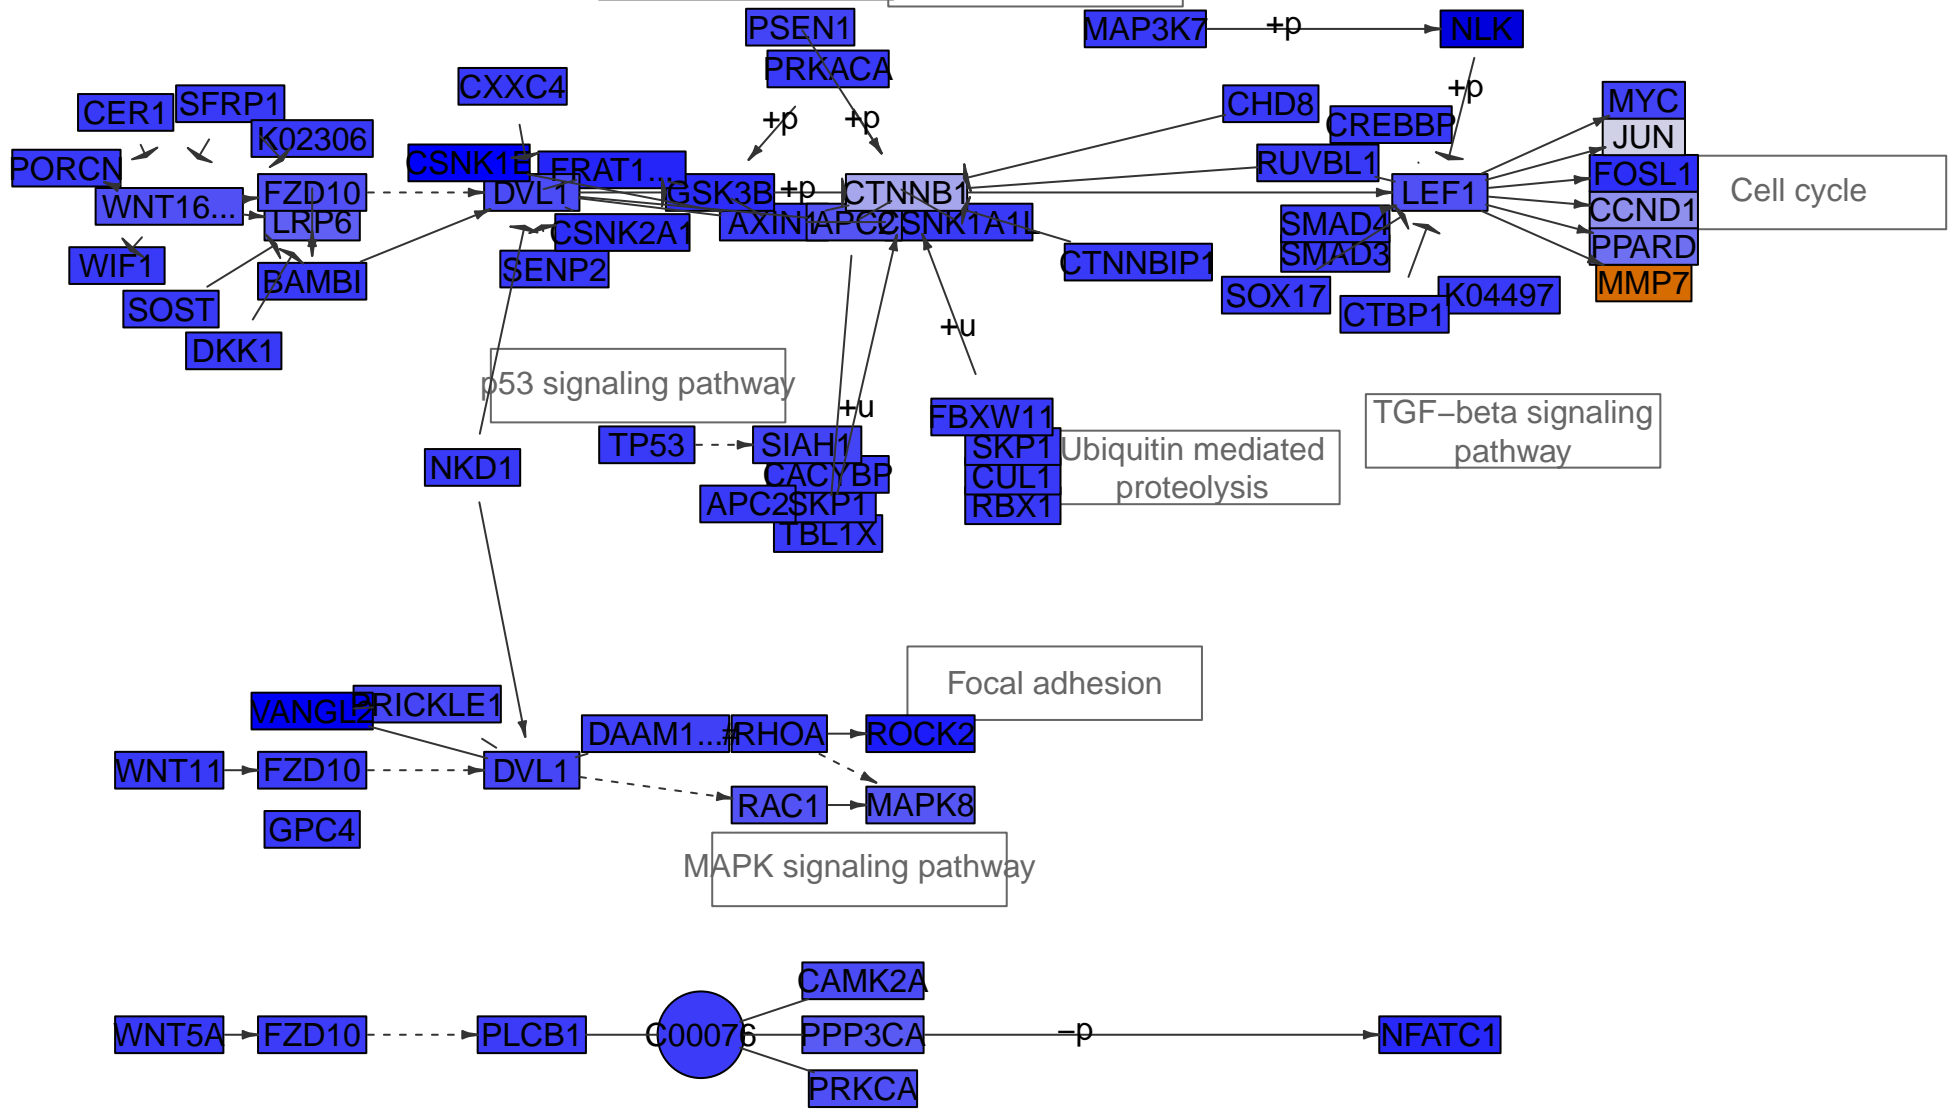 PSEN1
MAP3K7
+p
NLK
PRKACA
CXXC4
+p
CER1
SFRP1
CHD8
MYC
+p
+p
CREBBP
K02306
JUN
PORCN
CSNK1E
FRAT1...
RUVBL1
FOSL1
WNT16...
FZD10
DVL1
GSK3B
+p
CTNNB1
LEF1
Cell cycle
CCND1
LRP6
CSNK2A1
AXIN1
APC2
CSNK1A1L
SMAD4
PPARD
WIF1
BAMBI
SENP2
CTNNBIP1
SMAD3
MMP7
SOST
SOX17
K04497
CTBP1
DKK1
+u
p53 signaling pathway
+u
FBXW11
TGF−beta signaling
pathway
TP53
SIAH1
SKP1
Ubiquitin mediated
proteolysis
NKD1
CACYBP
CUL1
APC2
SKP1
RBX1
TBL1X
Focal adhesion
VANGL2
PRICKLE1
DAAM1...#
RHOA
ROCK2
WNT11
FZD10
DVL1
RAC1
MAPK8
GPC4
MAPK signaling pathway
CAMK2A
WNT5A
FZD10
PLCB1
C00076
PPP3CA
−p
NFATC1
PRKCA